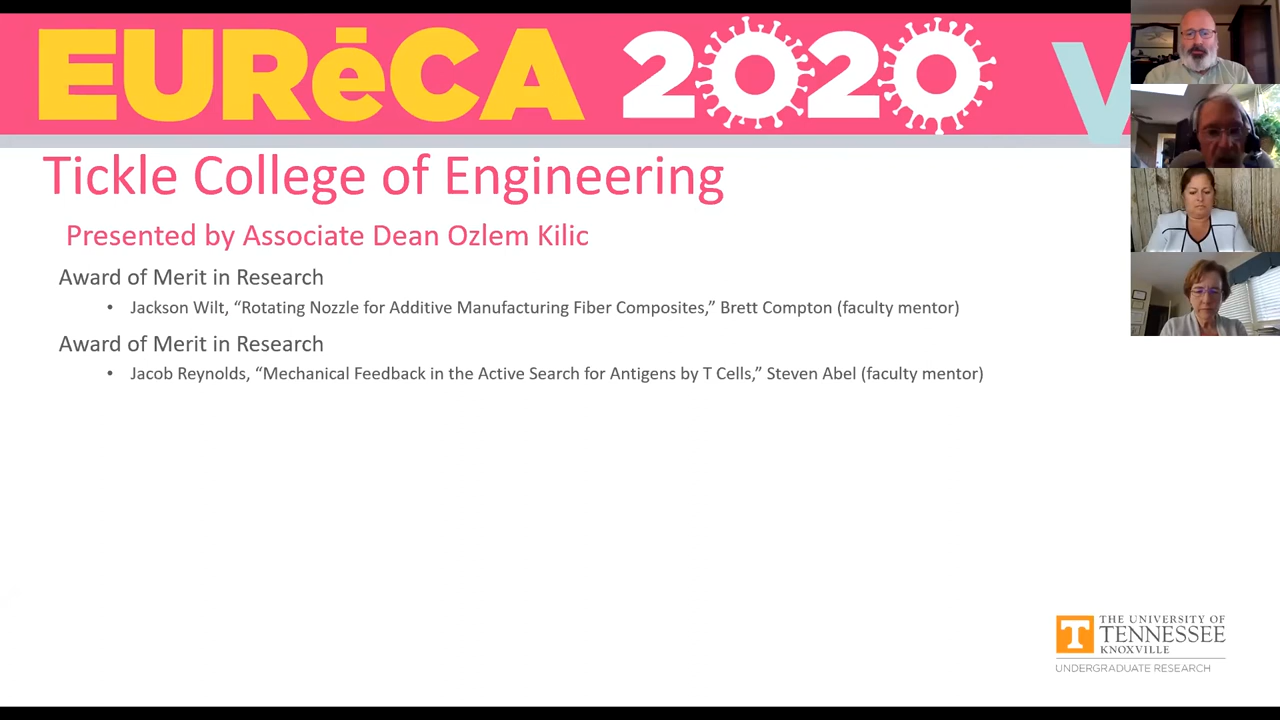 EURēCA 2020 V
Tickle College of Engineering
Presented by Associate Dean Ozlem Kilic
Award of Merit in Research
• Jackson Wilt, “Rotating Nozzle for Additive Manufacturing Fiber Composites,” Brett Compton (faculty mentor)
Award of Merit in Research
• Jacob Reynolds, “Mechanical Feedback in the Active Search for Antigens by T Cells,” Steven Abel (faculty mentor)
T
THE UNIVERSITY OF
TENNESSEE
KNOXVILLE
UNDERGRADUATE RESEARCH